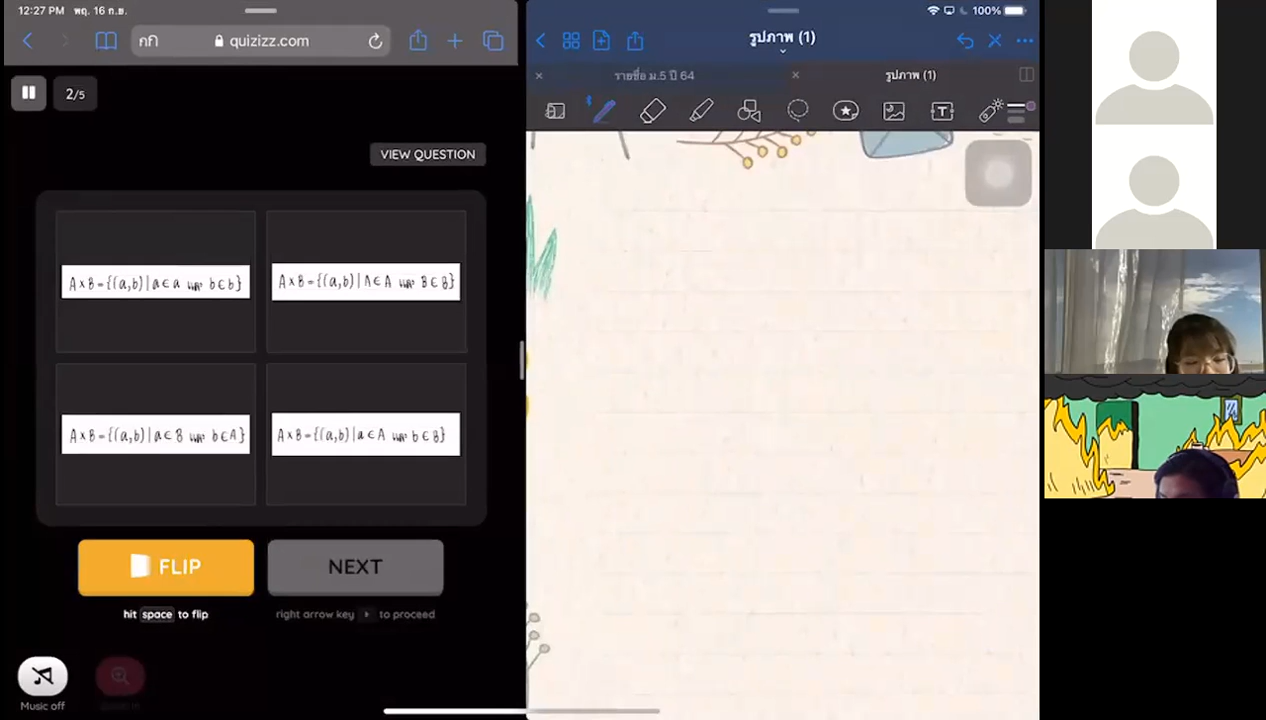 12:27 PM พฤ. 16 ก.ย.
100%
กก
quizizz.com
รูปภาพ (1)
รายชื่อ ม.5 ปี 64
รูปภาพ (1)
2/5
VIEW QUESTION
A×B={(a,b)|a∈a และ b∈b}
A×B={(a,b)|A∈A และ B∈B}
A×B={(a,b)|a∈B และ b∈A}
A×B={(a,b)|a∈A และ b∈B}
FLIP
NEXT
hit space to flip
right arrow key to proceed
Music off